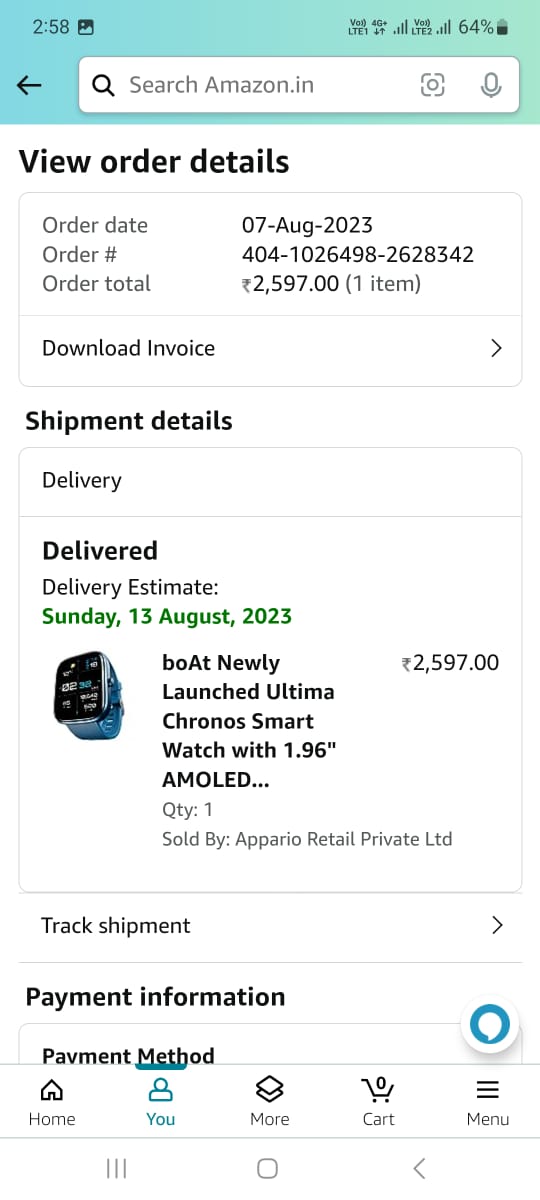 2:58
Vo)) 4G+ Vo)) 64%
LTE1 LTE2
Search Amazon.in
View order details
Order date 07-Aug-2023
Order # 404-1026498-2628342
Order total ₹2,597.00 (1 item)
Download Invoice
Shipment details
Delivery
Delivered
Delivery Estimate:
Sunday, 13 August, 2023
boAt Newly ₹2,597.00
Launched Ultima
Chronos Smart
Watch with 1.96"
AMOLED...
Qty: 1
Sold By: Appario Retail Private Ltd
Track shipment
Payment information
Payment Method
0
Home You More Cart Menu